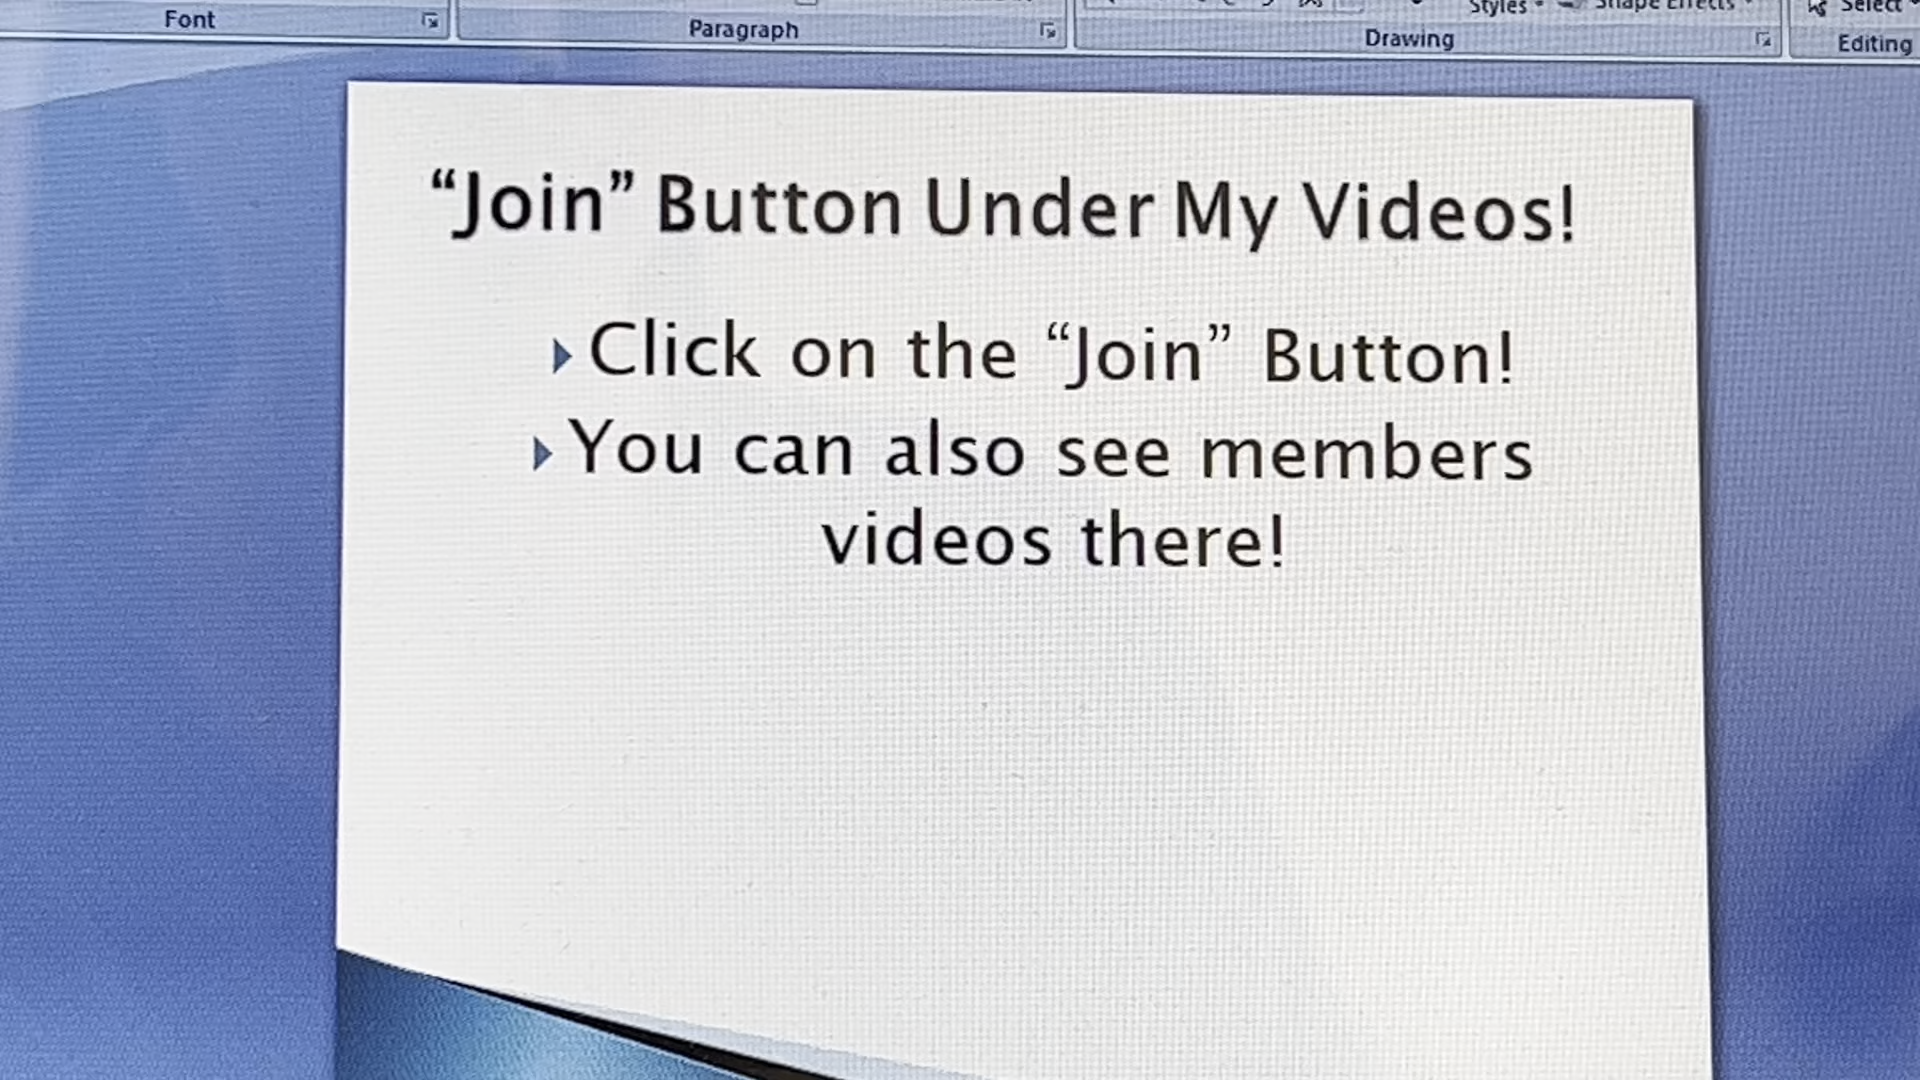 Styles
Shape Effects
Select
Font
Paragraph
Drawing
Editing
“Join” Button Under My Videos!
Click on the “Join” Button!
You can also see members
videos there!